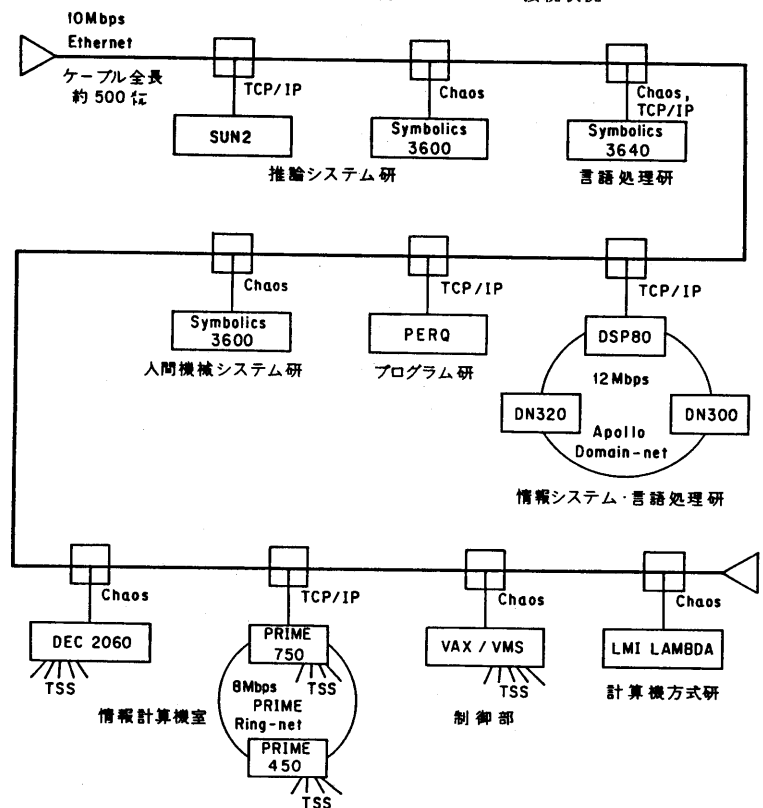 10Mbps
Ethernet
ケーブル全長
約500㍍
TCP/IP
SUN2
Chaos
Symbolics
3600
推論システム研
Chaos,
TCP/IP
Symbolics
3640
言語処理研
Chaos
Symbolics
3600
人間機械システム研
TCP/IP
PERQ
プログラム研
TCP/IP
DSP80
12Mbps
DN320
DN300
Apollo
Domain-net
情報システム・言語処理研
Chaos
DEC 2060
TSS
情報計算機室
TCP/IP
PRIME
750
TSS
8Mbps
PRIME
Ring-net
PRIME
450
TSS
Chaos
VAX / VMS
TSS
制御部
Chaos
LMI LAMBDA
計算機方式研